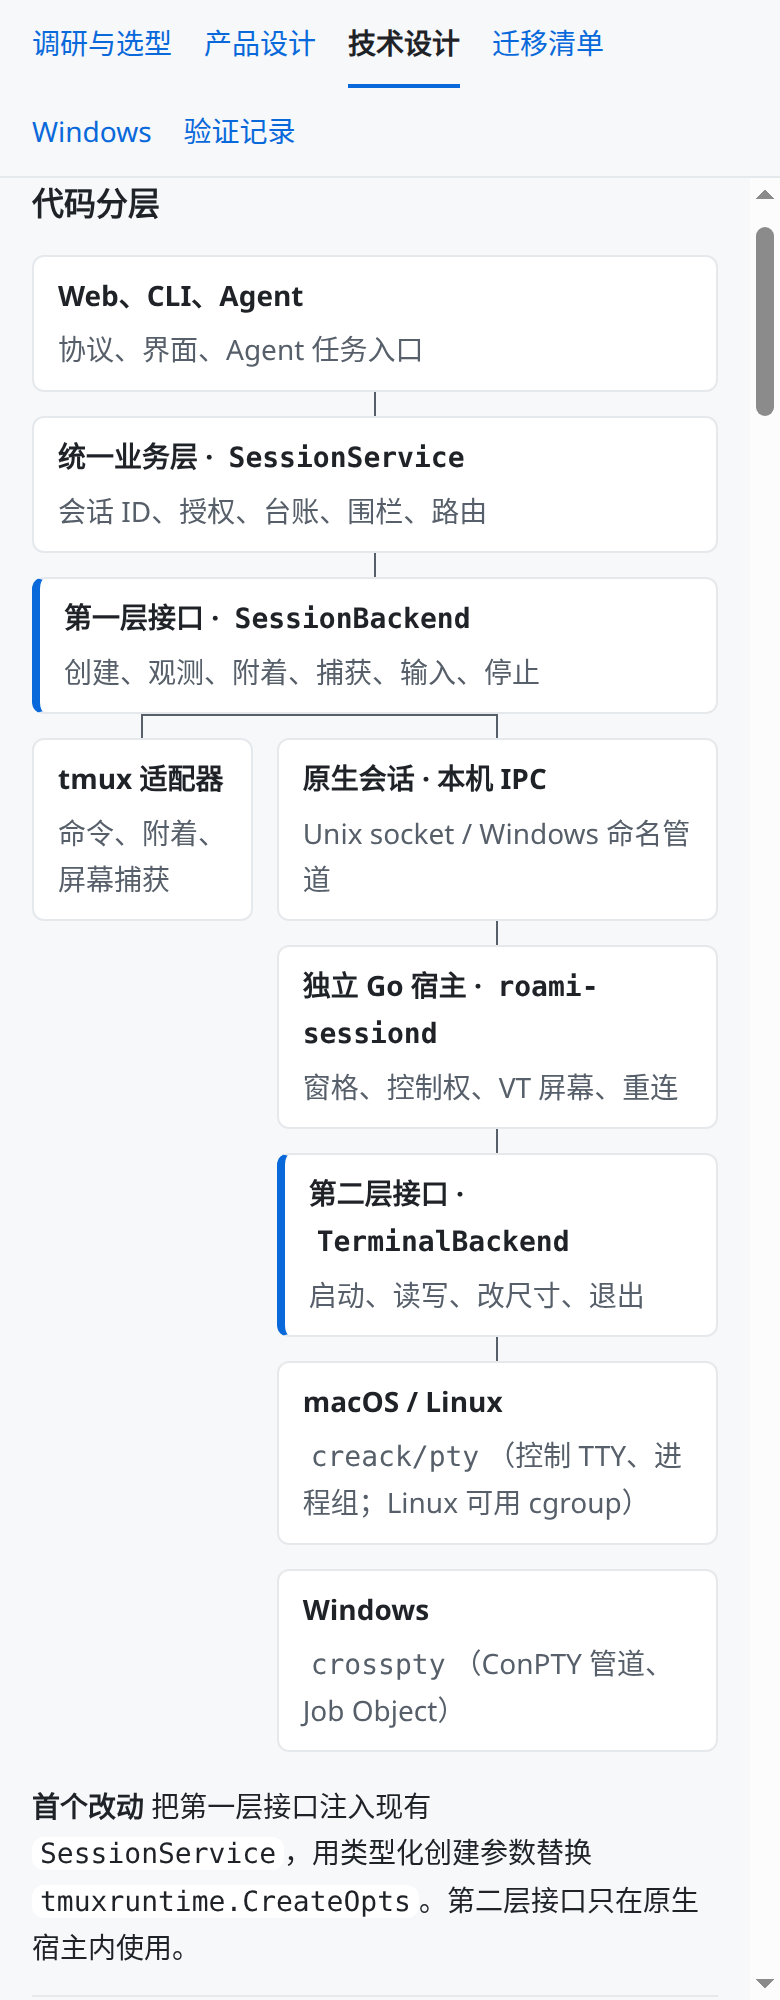 调研与选型 产品设计 技术设计 迁移清单
Windows 验证记录
代码分层
Web、CLI、Agent
协议、界面、Agent 任务入口
统一业务层 · SessionService
会话 ID、授权、台账、围栏、路由
第一层接口 · SessionBackend
创建、观测、附着、捕获、输入、停止
tmux 适配器
命令、附着、
屏幕捕获
原生会话 · 本机 IPC
Unix socket / Windows 命名管
道
独立 Go 宿主 · roami-
sessiond
窗格、控制权、VT 屏幕、重连
第二层接口 ·
TerminalBackend
启动、读写、改尺寸、退出
macOS / Linux
creack/pty （控制 TTY、进
程组；Linux 可用 cgroup）
Windows
crosspty （ConPTY 管道、
Job Object）
首个改动 把第一层接口注入现有
SessionService，用类型化创建参数替换
tmuxruntime.CreateOpts。第二层接口只在原生
宿主内使用。